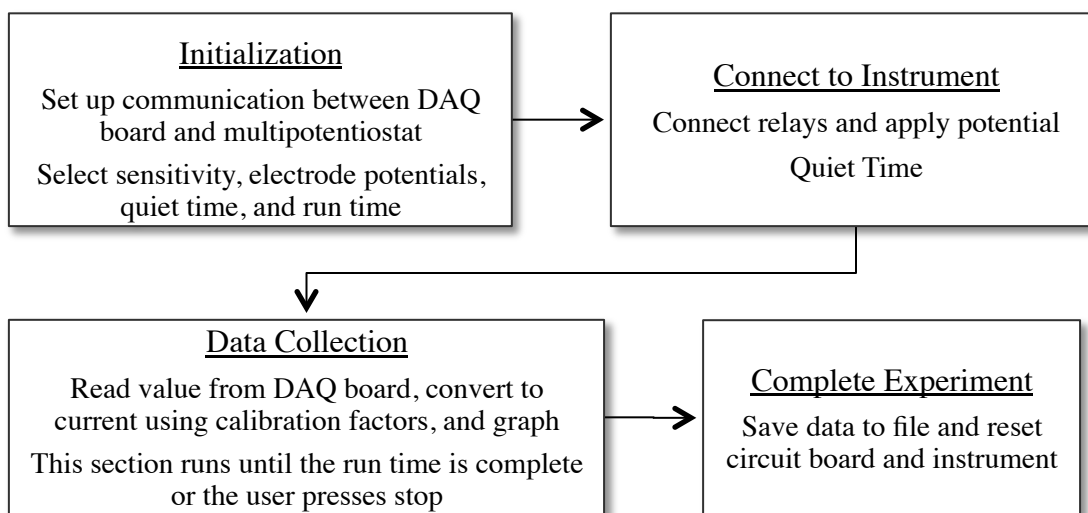 Initialization
Set up communication between DAQ
board and multipotentiostat
Select sensitivity, electrode potentials,
quiet time, and run time
Connect to Instrument
Connect relays and apply potential
Quiet Time
Data Collection
Read value from DAQ board, convert to
current using calibration factors, and graph
This section runs until the run time is complete
or the user presses stop
Complete Experiment
Save data to file and reset
circuit board and instrument